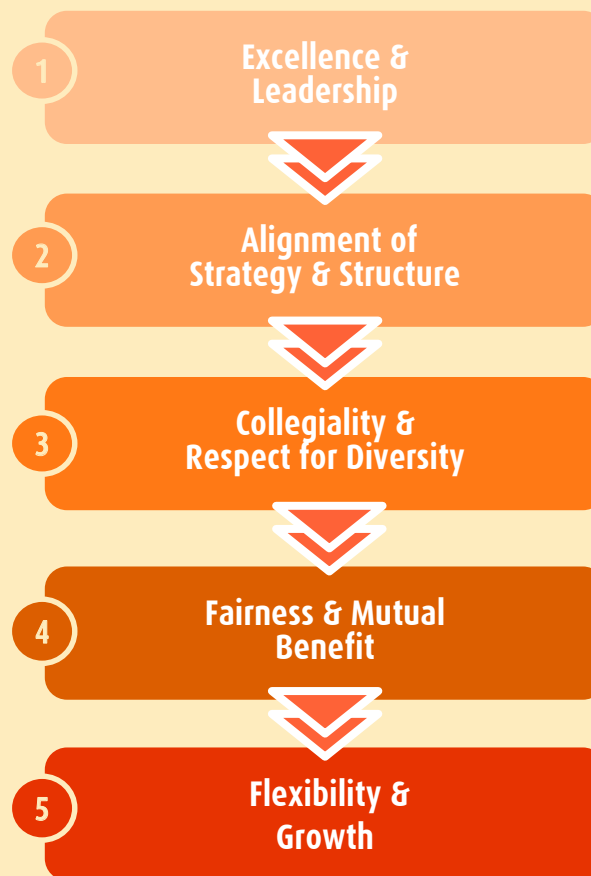 1
Excellence &
Leadership
2
Alignment of
Strategy & Structure
3
Collegiality &
Respect for Diversity
4
Fairness & Mutual
Benefit
5
Flexibility &
Growth